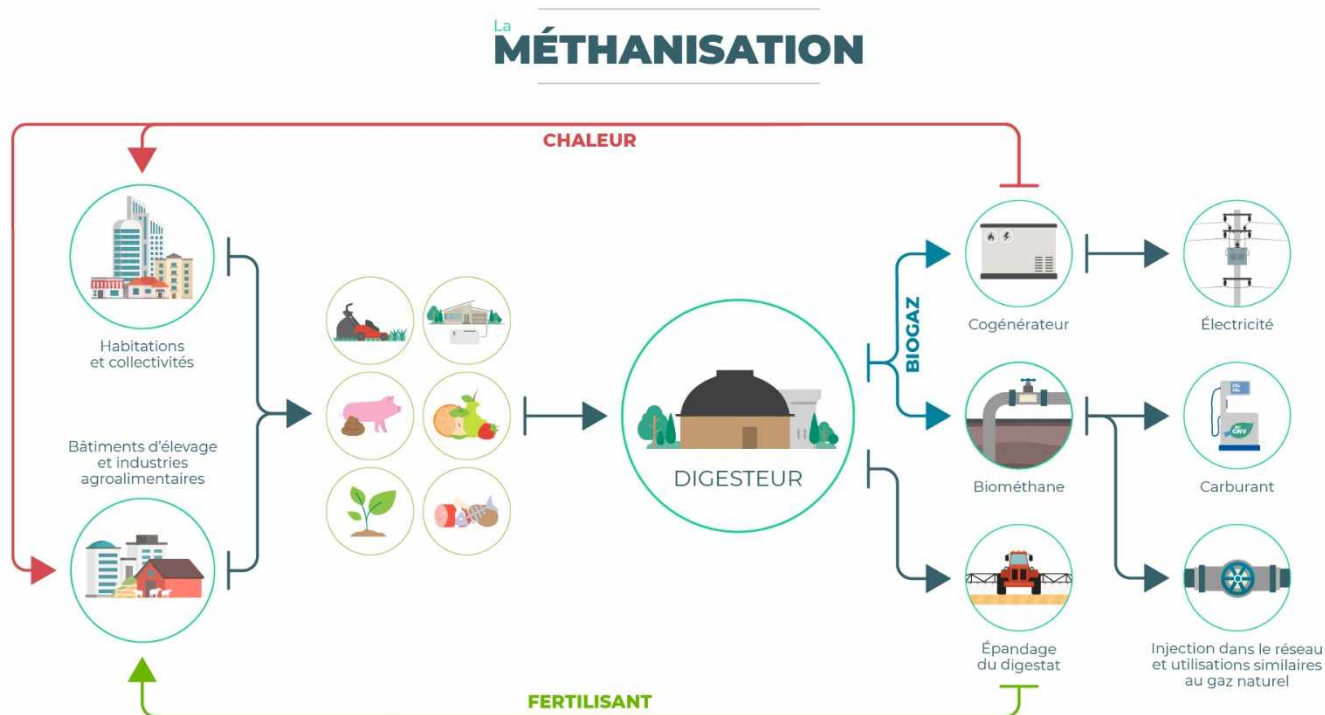 La
MÉTHANISATION
CHALEUR
Habitations
et collectivités
Bâtiments d’élevage
et industries
agroalimentaires
DIGESTEUR
BIOGAZ
Cogénérateur
Électricité
Biométhane
GNV
Carburant
Épandage
du digestat
Injection dans le réseau
et utilisations similaires
au gaz naturel
FERTILISANT